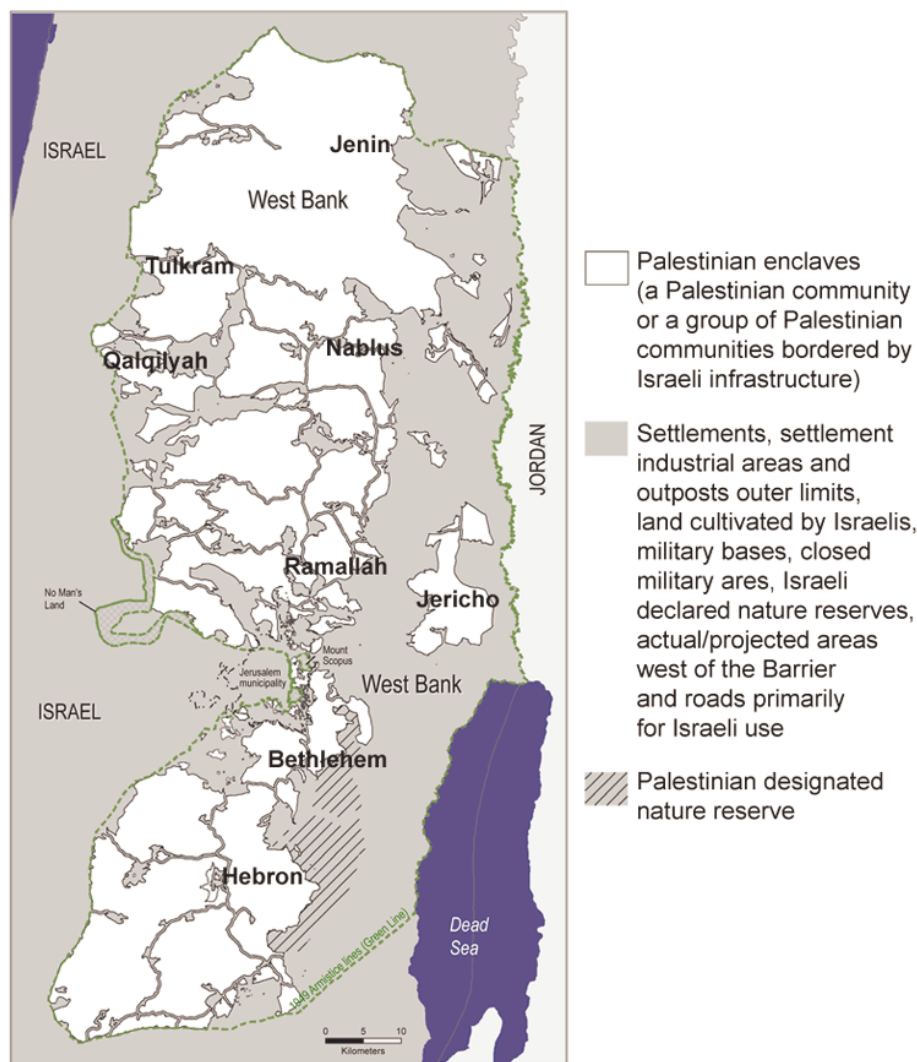 ISRAEL
Jenin
West Bank
Tulkram
Qalqilyah
Nablus
JORDAN
Ramallah
Jericho
No Man's
Land
Mount
Scopus
Jerusalem
municipality
West Bank
ISRAEL
Bethlehem
Hebron
1949 Armistice lines (Green Line)
Dead
Sea
0 5 10
Kilometers
Palestinian enclaves
(a Palestinian community
or a group of Palestinian
communities bordered by
Israeli infrastructure)
Settlements, settlement
industrial areas and
outposts outer limits,
land cultivated by Israelis,
military bases, closed
military ares, Israeli
declared nature reserves,
actual/projected areas
west of the Barrier
and roads primarily
for Israeli use
Palestinian designated
nature reserve